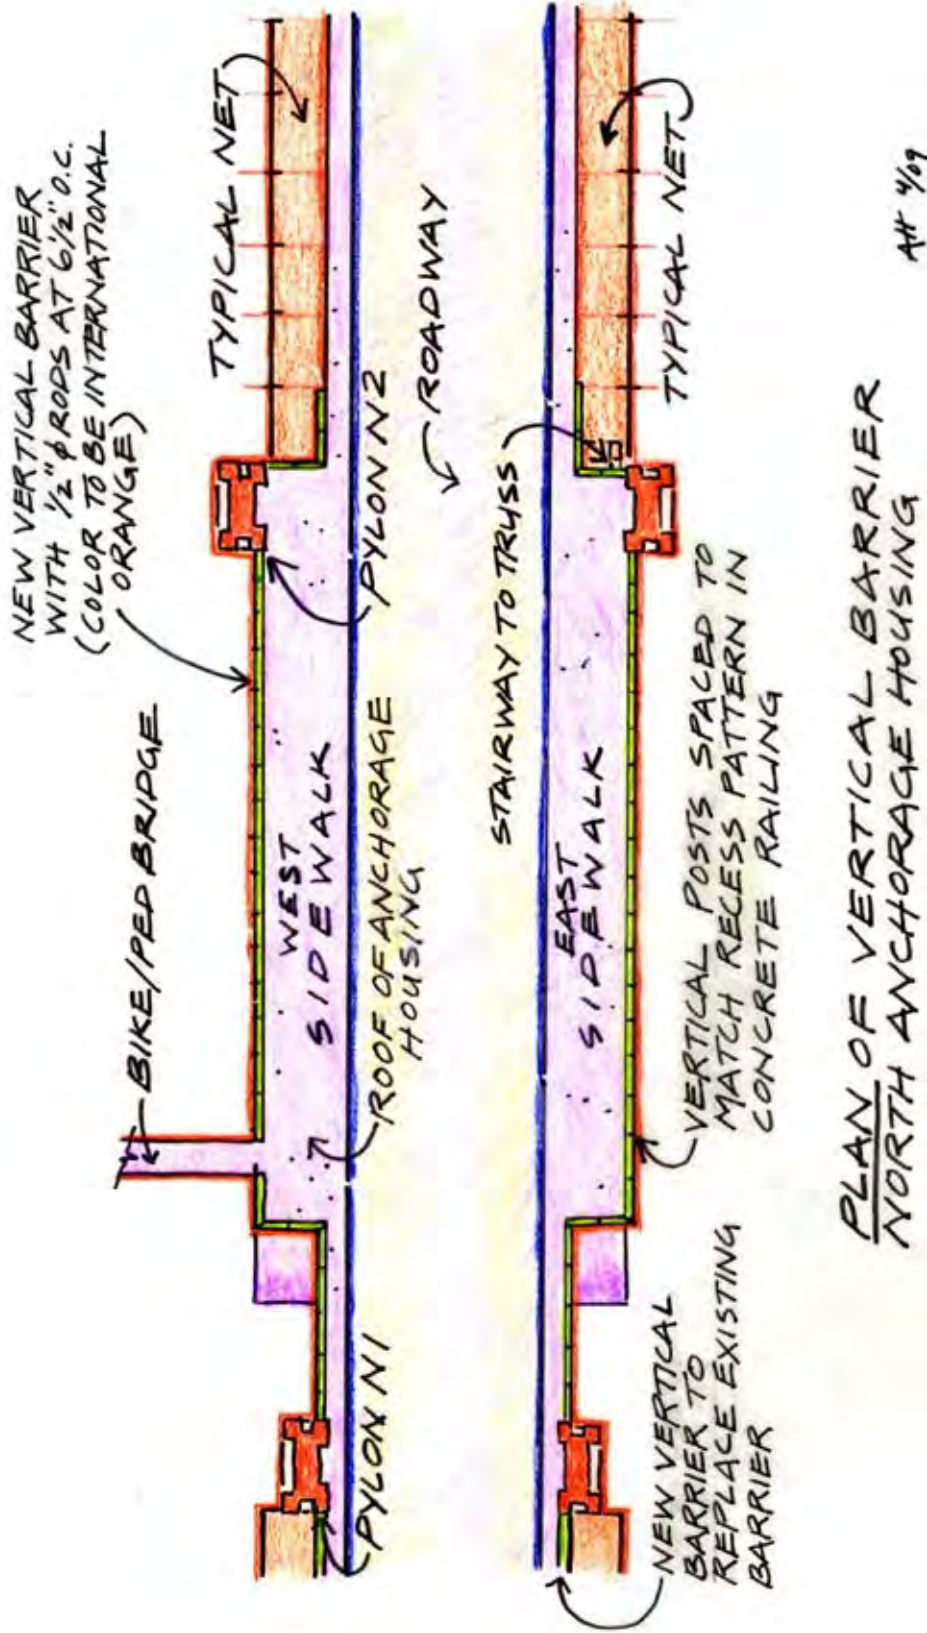 NEW VERTICAL BARRIER
WITH 1/2" φ RODS AT 6 1/2" O.C.
(COLOR TO BE INTERNATIONAL
ORANGE)
BIKE/PED BRIDGE
TYPICAL NET
WEST
SIDEWALK
PYLON N1
ROOF OF ANCHORAGE
HOUSING
PYLON N2
ROADWAY
STAIRWAY TO TRUSS
EAST
SIDEWALK
TYPICAL NET
NEW VERTICAL
BARRIER TO
REPLACE EXISTING
BARRIER
VERTICAL POSTS SPACED TO
MATCH RECESS PATTERN IN
CONCRETE RAILING
PLAN OF VERTICAL BARRIER
NORTH ANCHORAGE HOUSING
4/09